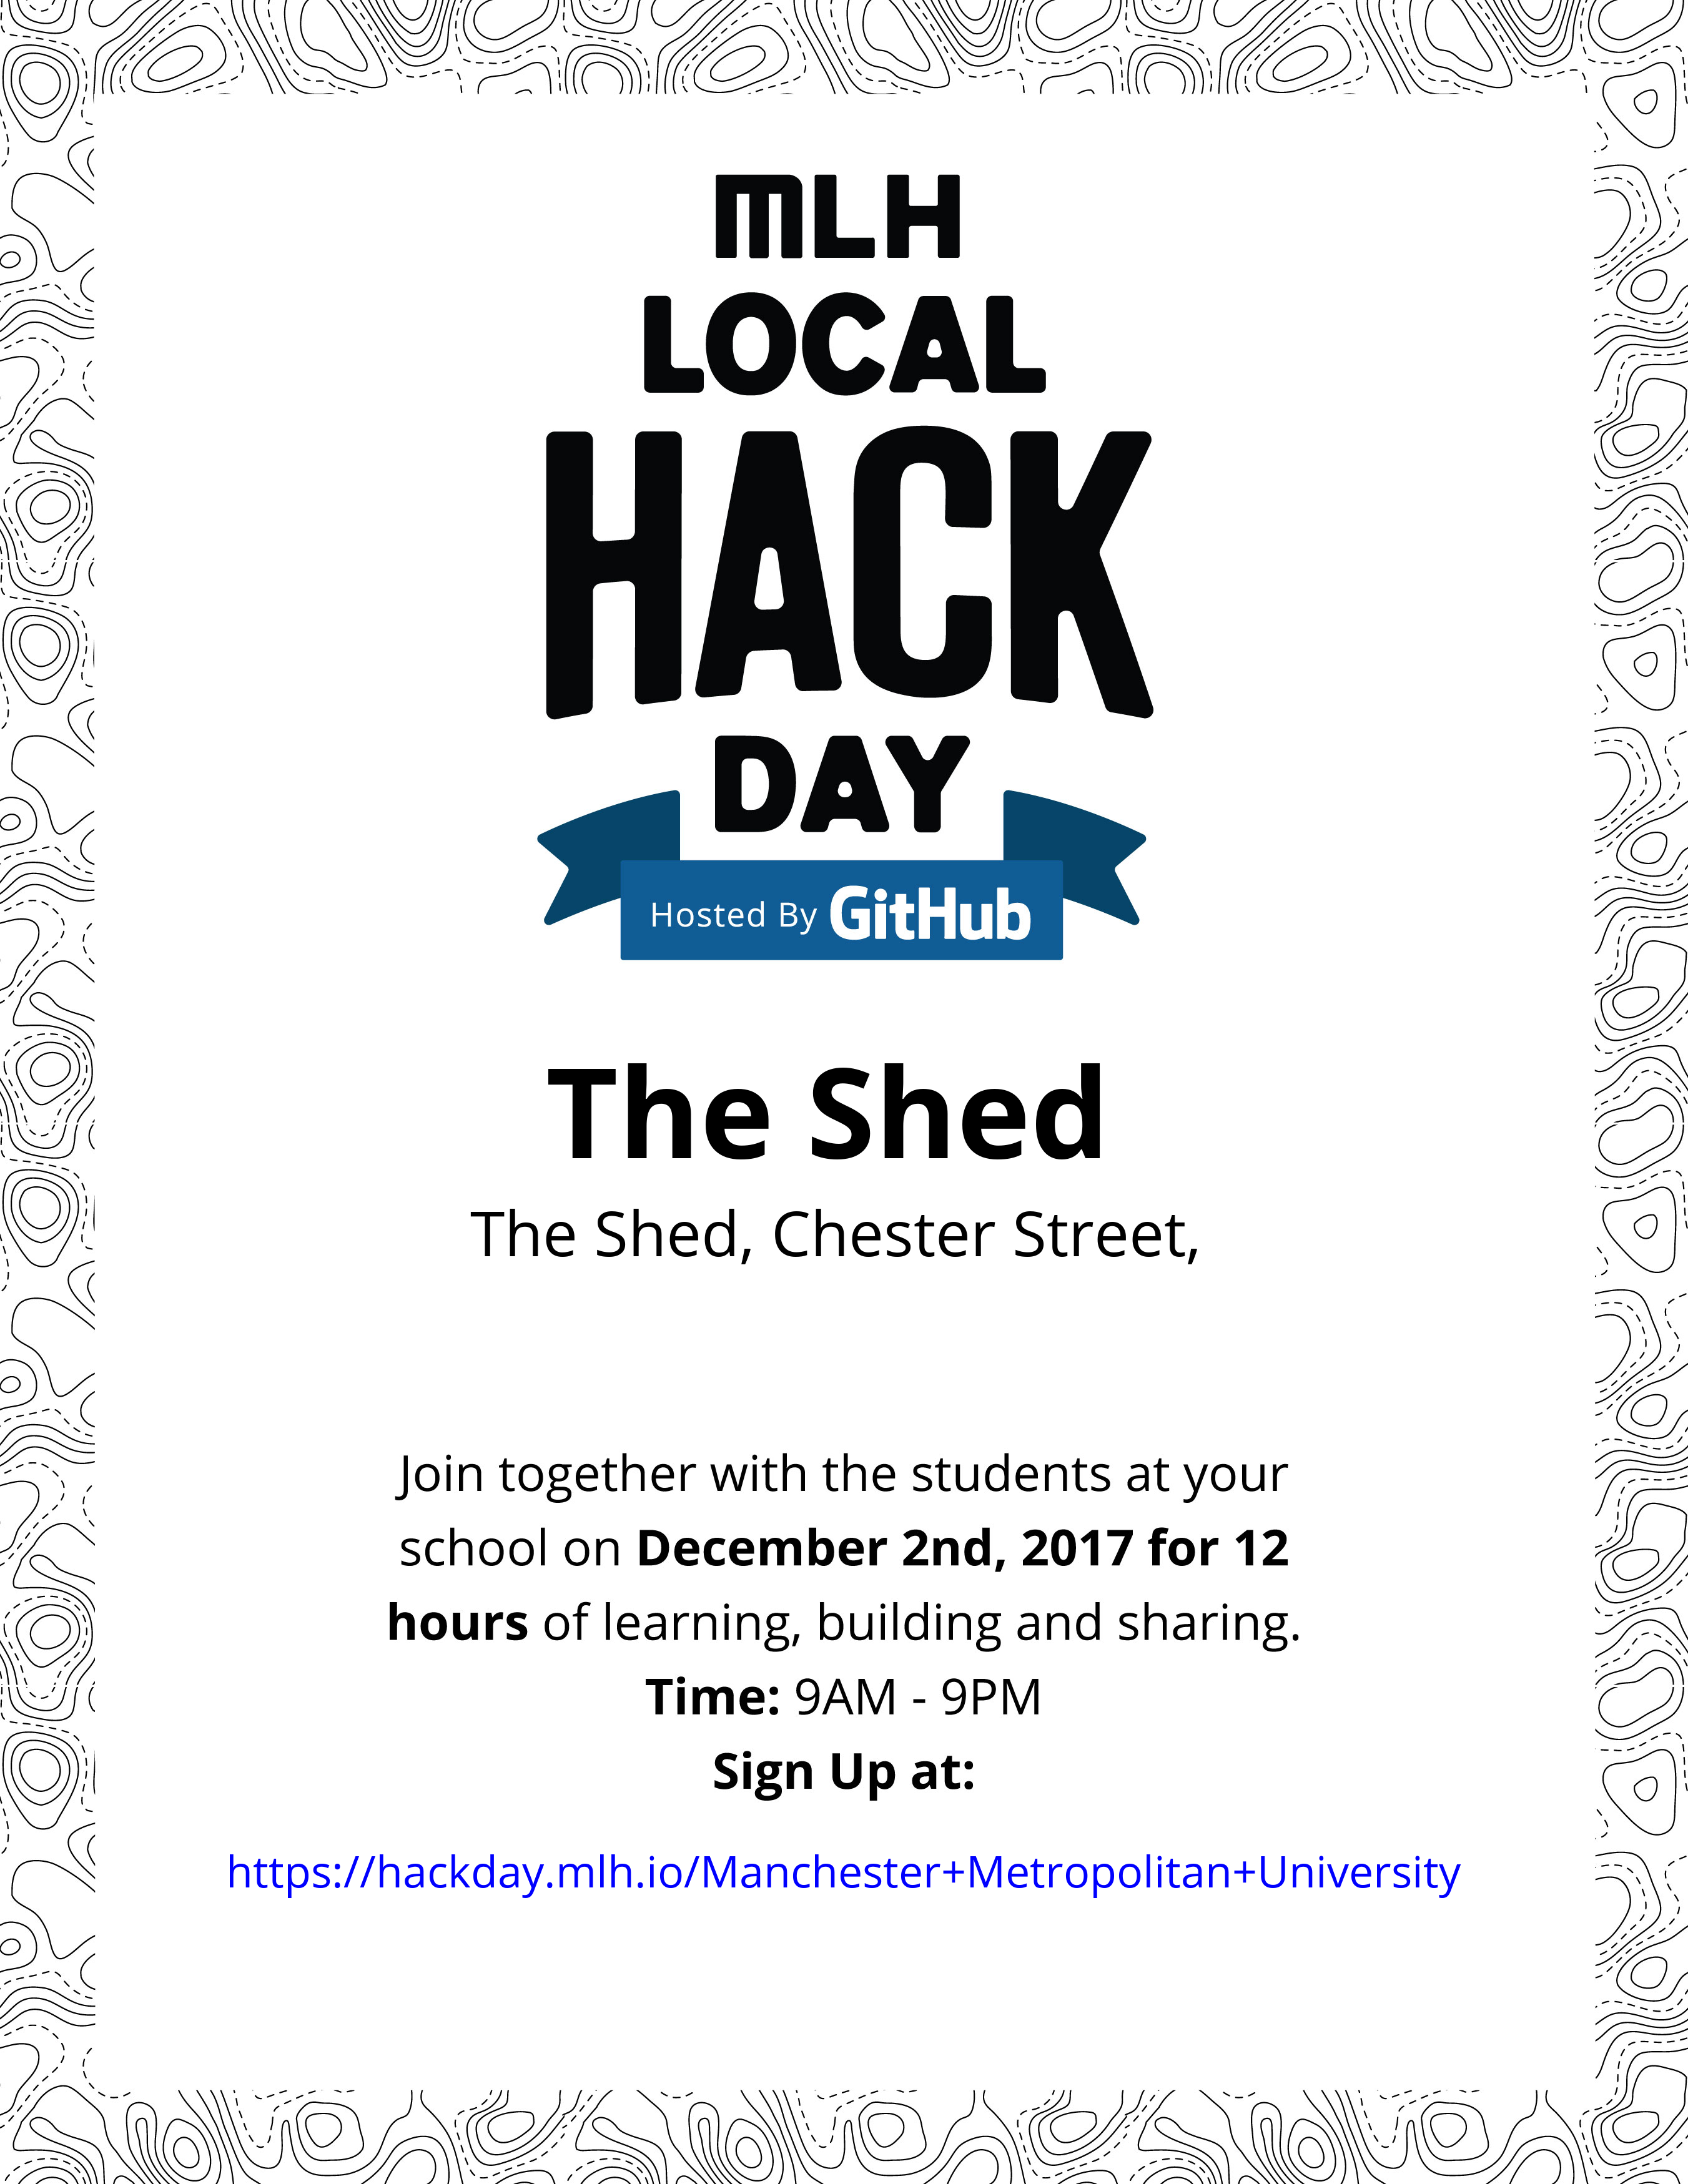 MLH
LOCAL
HACK
DAY
Hosted By GitHub
The Shed
The Shed, Chester Street,
Join together with the students at your
school on December 2nd, 2017 for 12
hours of learning, building and sharing.
Time: 9AM - 9PM
Sign Up at:
https://hackday.mlh.io/Manchester+Metropolitan+University